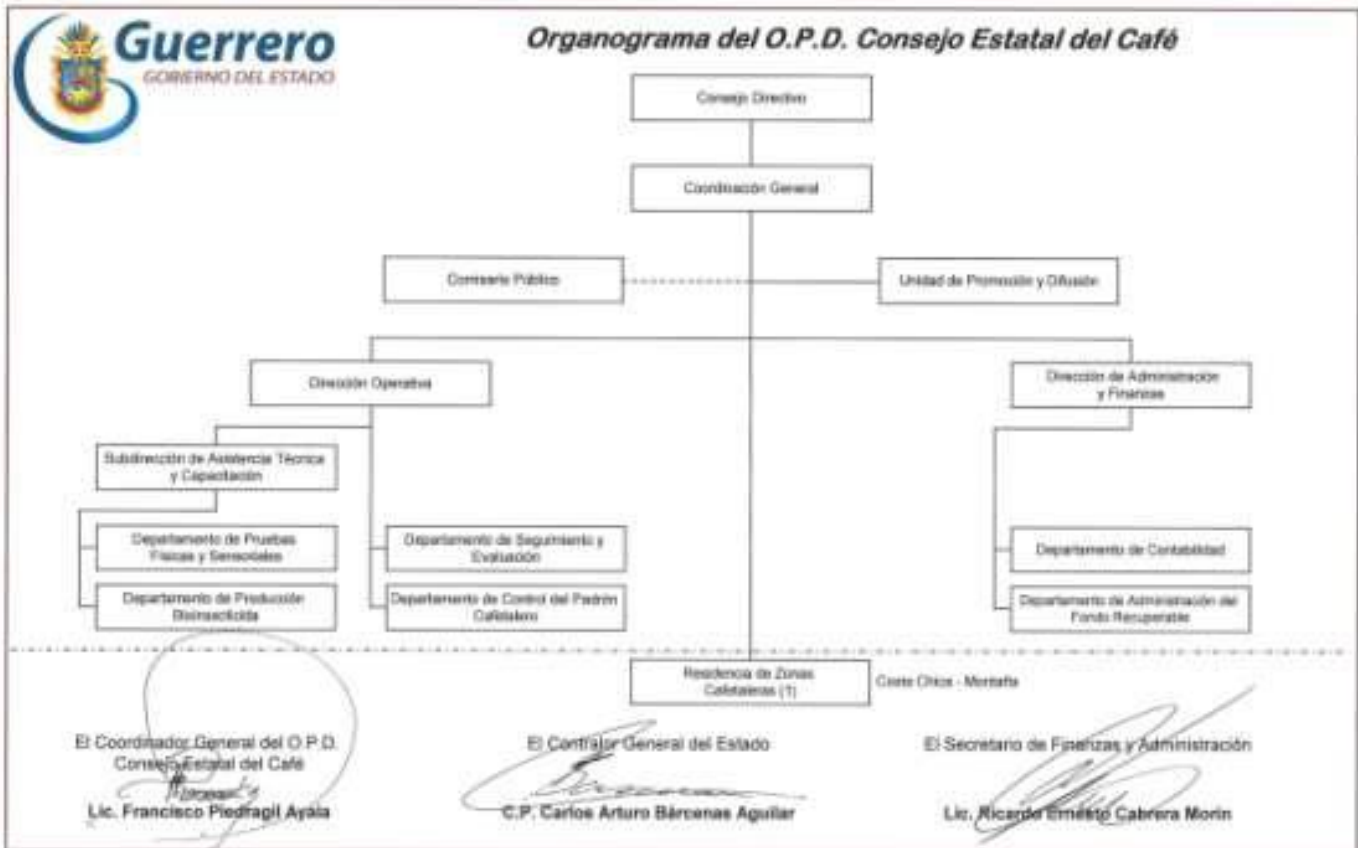 Guerrero
GOBIERNO DEL ESTADO
Organograma del O.P.D. Consejo Estatal del Café
Consejo Directivo
Coordinación General
Comisario Público
Unidad de Promoción y Difusión
Dirección Operativa
Dirección de Administración
y Finanzas
Subdirección de Asistencia Técnica
y Capacitación
Departamento de Pruebas
Físicas y Sensoriales
Departamento de Seguimiento y
Evaluación
Departamento de Contabilidad
Departamento de Producción
Bioinsecticida
Departamento de Control del Padrón
Cafetalero
Departamento de Administración del
Fondo Recuperable
Residencia de Zonas
Cafetaleras (1)
Costa Chica - Montaña
El Coordinador General del O.P.D.
Consejo Estatal del Café
Lic. Francisco Piedragil Ayala
El Contralor General del Estado
C.P. Carlos Arturo Bárcenas Aguilar
El Secretario de Finanzas y Administración
Lic. Ricardo Ernesto Cabrera Morin